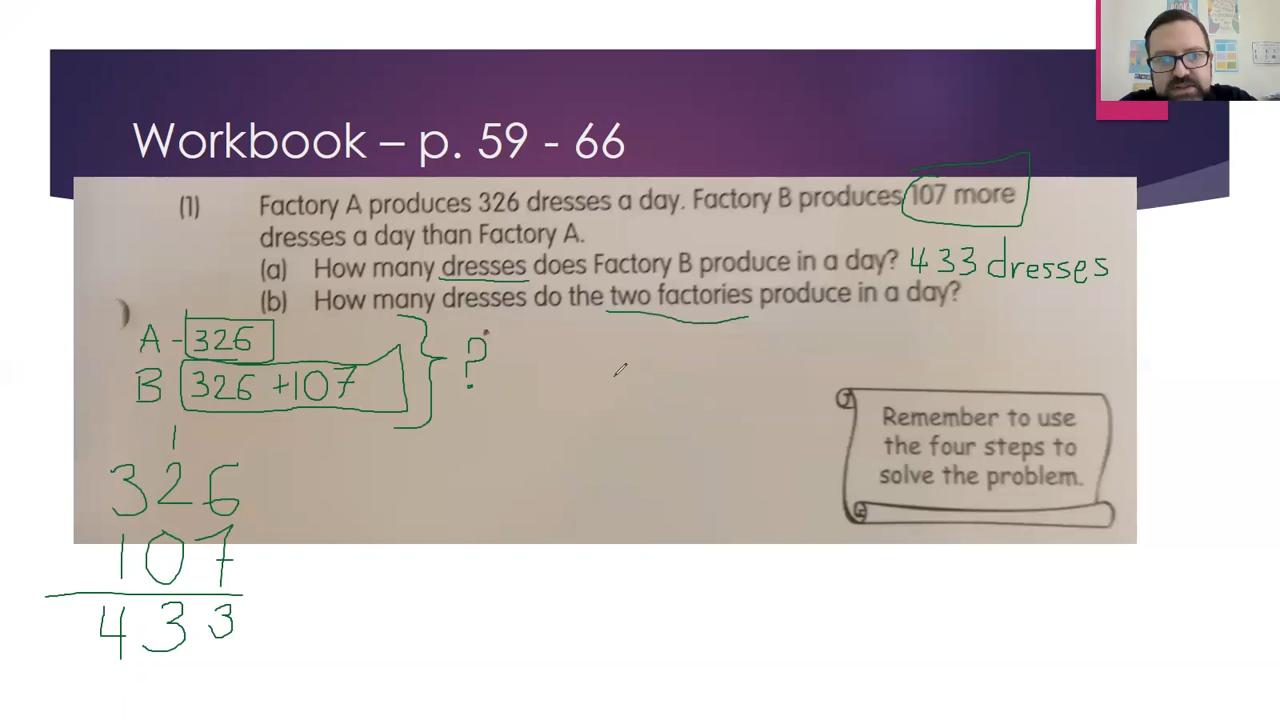 Workbook – p. 59 - 66
(1) Factory A produces 326 dresses a day. Factory B produces 107 more
dresses a day than Factory A.
(a) How many dresses does Factory B produce in a day? 433 dresses
(b) How many dresses do the two factories produce in a day?
A - 326
B 326 +107
?
Remember to use
the four steps to
solve the problem.
1
326
107
433